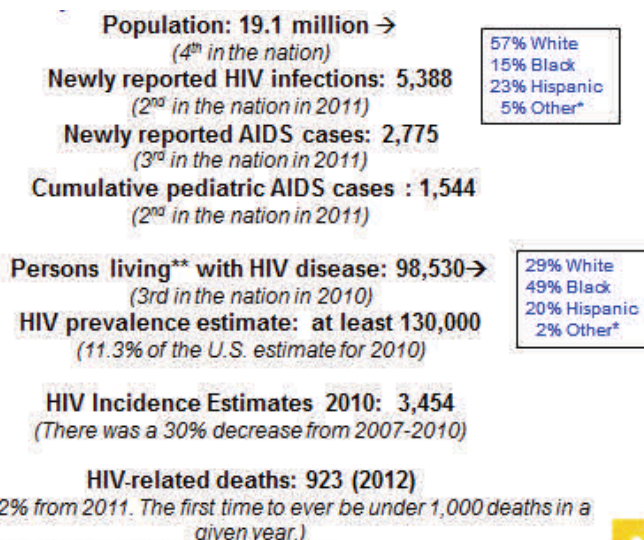 Population: 19.1 million →
(4th in the nation)
57% White
15% Black
23% Hispanic
5% Other*
Newly reported HIV infections: 5,388
(2nd in the nation in 2011)
Newly reported AIDS cases: 2,775
(3rd in the nation in 2011)
Cumulative pediatric AIDS cases : 1,544
(2nd in the nation in 2011)
Persons living** with HIV disease: 98,530→
(3rd in the nation in 2010)
29% White
49% Black
20% Hispanic
2% Other*
HIV prevalence estimate: at least 130,000
(11.3% of the U.S. estimate for 2010)
HIV Incidence Estimates 2010: 3,454
(There was a 30% decrease from 2007-2010)
HIV-related deaths: 923 (2012)
2% from 2011. The first time to ever be under 1,000 deaths in a
given year.)